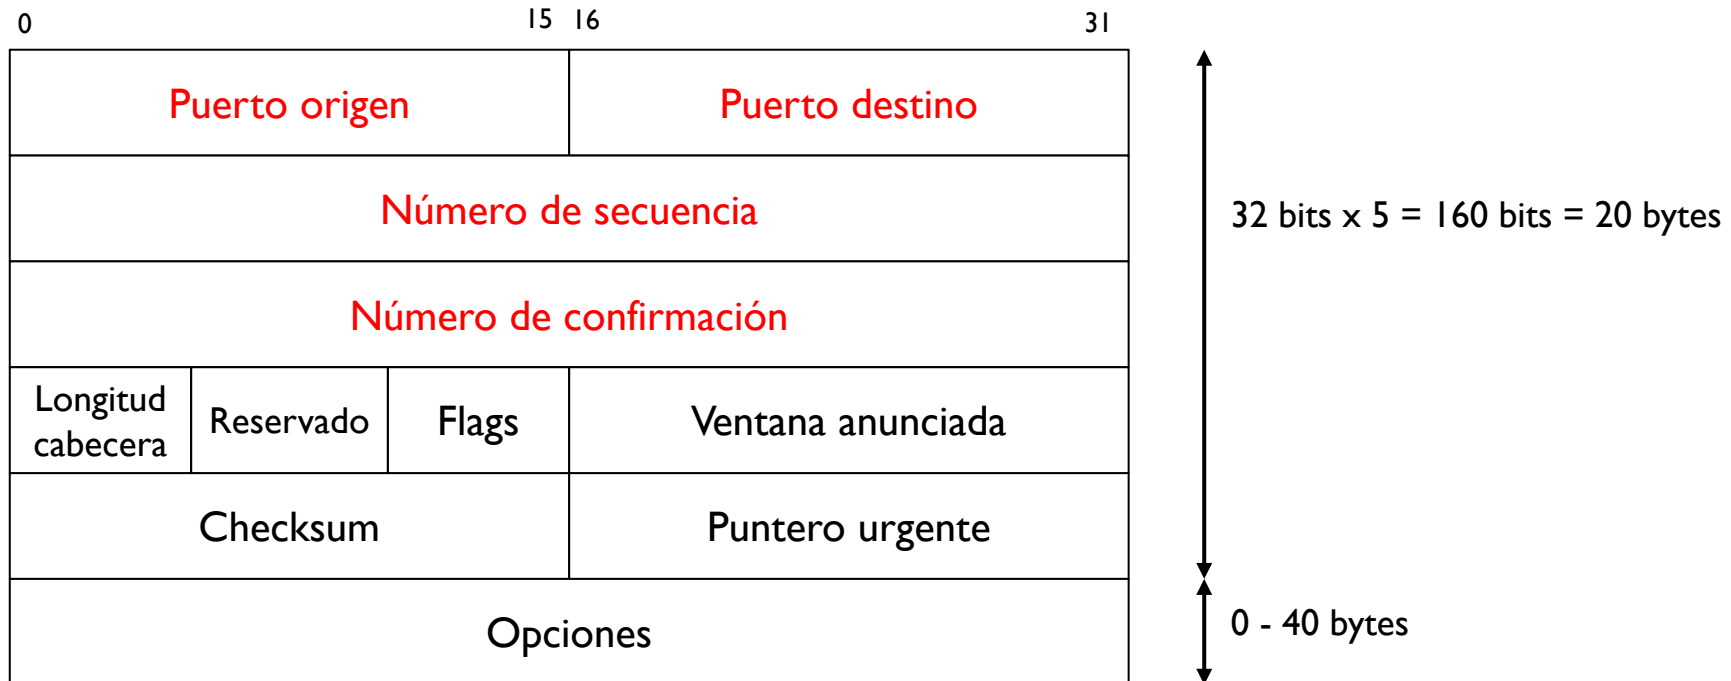 0 15 16 31
Puerto origen Puerto destino
Número de secuencia
32 bits x 5 = 160 bits = 20 bytes
Número de confirmación
Longitud
cabecera
Reservado
Flags
Ventana anunciada
Checksum Puntero urgente
Opciones
0 - 40 bytes